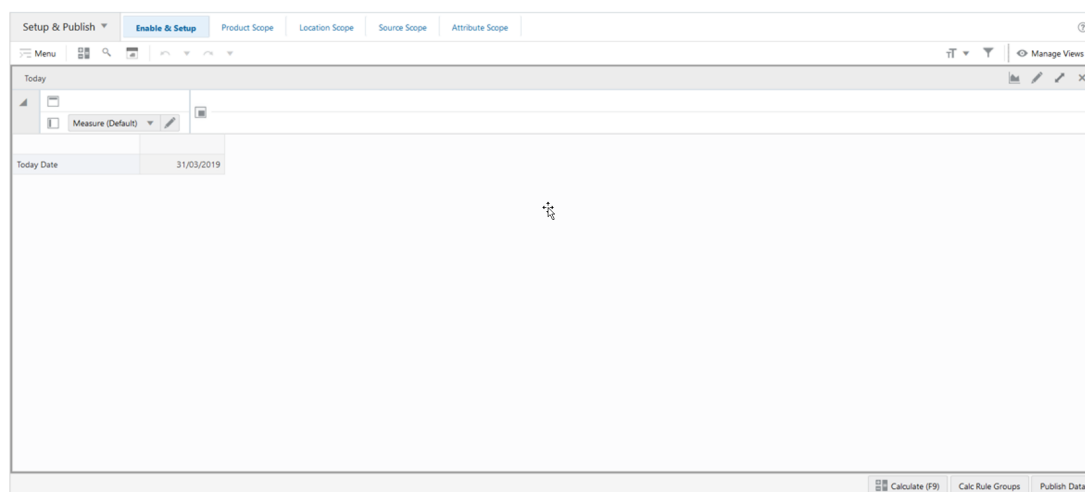 Setup & Publish Enable & Setup Product Scope Location Scope Source Scope Attribute Scope
Menu Manage Views
Today
Measure (Default)
Today Date 31/03/2019
Calculate (F9) Calc Rule Groups Publish Data